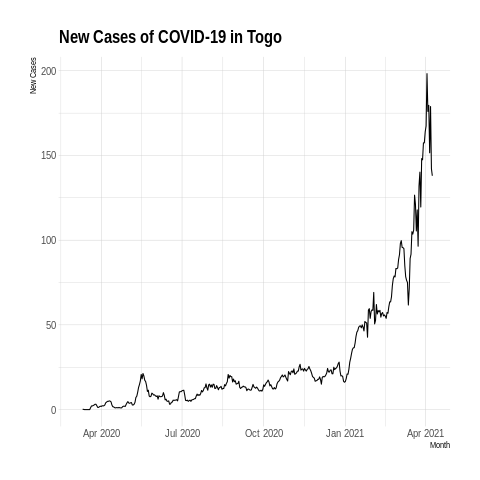 New Cases of COVID-19 in Togo
New Cases
200
150
100
50
0
Apr 2020
Jul 2020
Oct 2020
Jan 2021
Apr 2021
Month